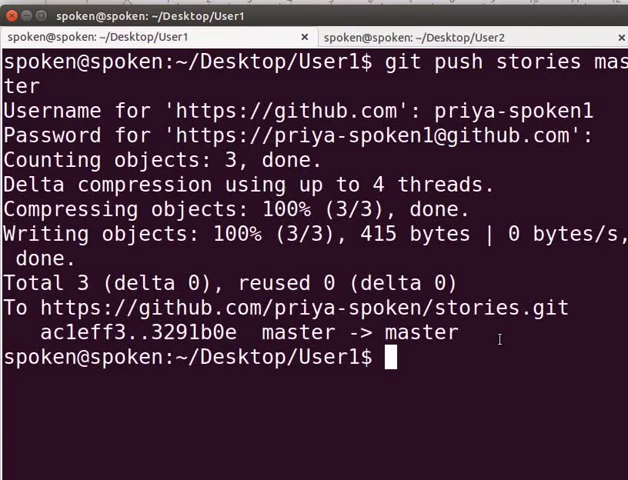 spoken@spoken: ~/Desktop/User1
spoken@spoken: ~/Desktop/User1 × spoken@spoken: ~/Desktop/User2 ×
spoken@spoken:~/Desktop/User1$ git push stories mas
ter
Username for 'https://github.com': priya-spoken1
Password for 'https://priya-spoken1@github.com':
Counting objects: 3, done.
Delta compression using up to 4 threads.
Compressing objects: 100% (3/3), done.
Writing objects: 100% (3/3), 415 bytes | 0 bytes/s,
 done.
Total 3 (delta 0), reused 0 (delta 0)
To https://github.com/priya-spoken/stories.git
   ac1eff3..3291b0e  master -> master
spoken@spoken:~/Desktop/User1$